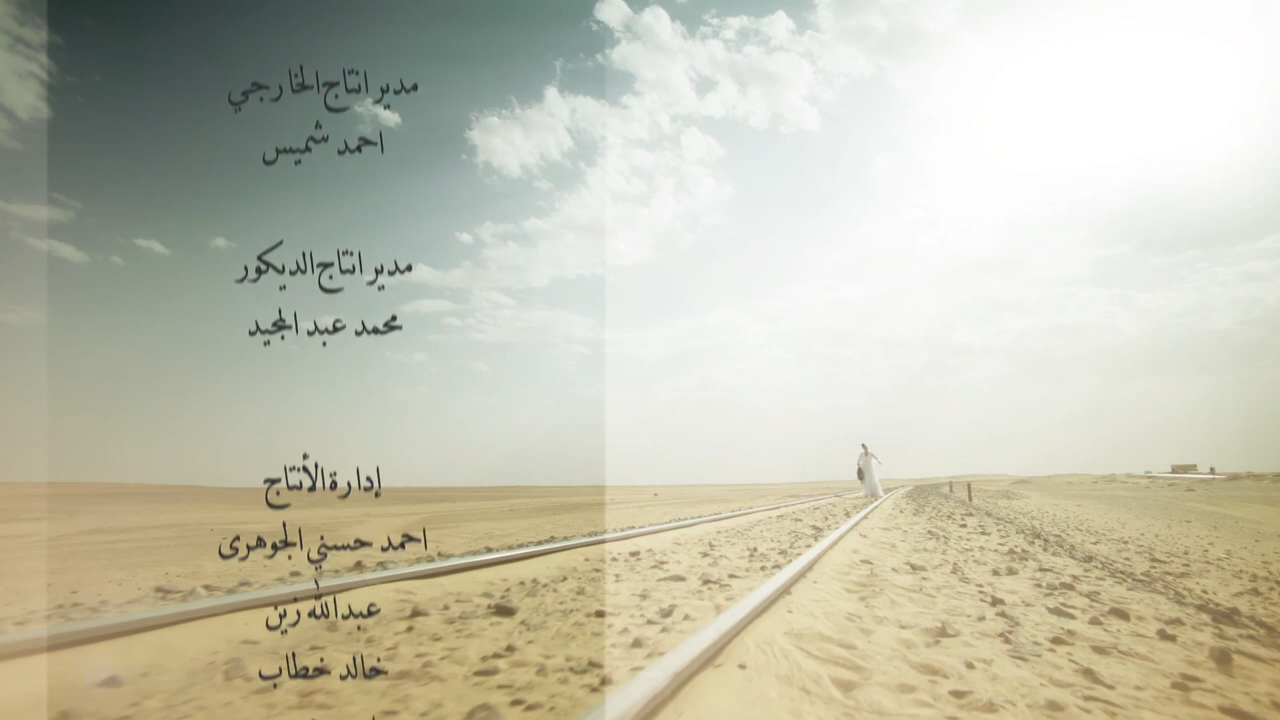 مدير انتاج الخارجي
احمد شميس
مدير انتاج الديكور
محمد عبد المجيد
إدارة الأنتاج
احمد حسني الجوهرى
عبدالله زين
خالد خطاب